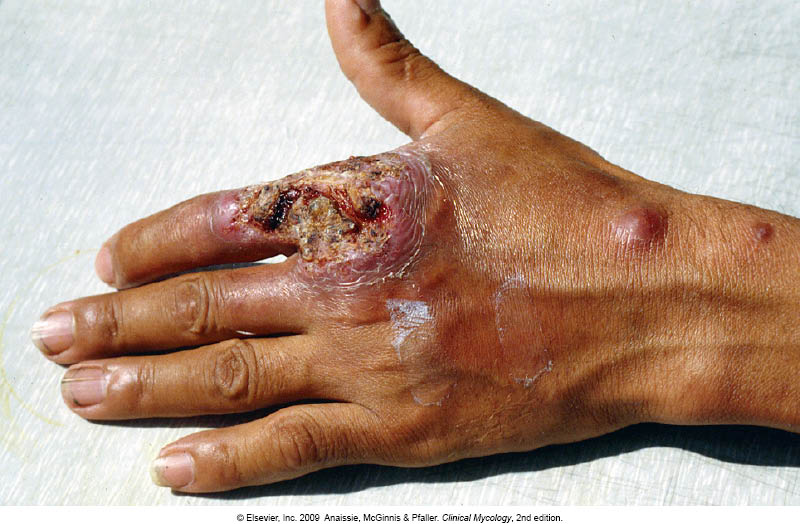 © Elsevier, Inc. 2009 Anaissie, McGinnis & Pfaller. Clinical Mycology, 2nd edition.